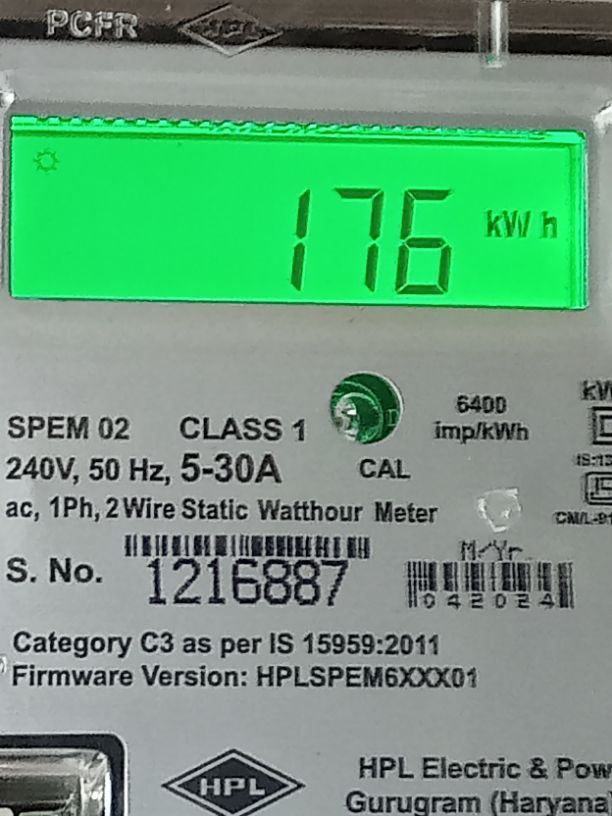 PCFR HPL
176 kWh
6400
imp/kWh
SPEM 02 CLASS 1
240V, 50 Hz, 5-30A CAL
ac, 1Ph, 2 Wire Static Watthour Meter
M/Yr.
S. No. 1216887
042024
Category C3 as per IS 15959:2011
Firmware Version: HPLSPEM6XXX01
HPL
HPL Electric & Pow
Gurugram (Haryana)